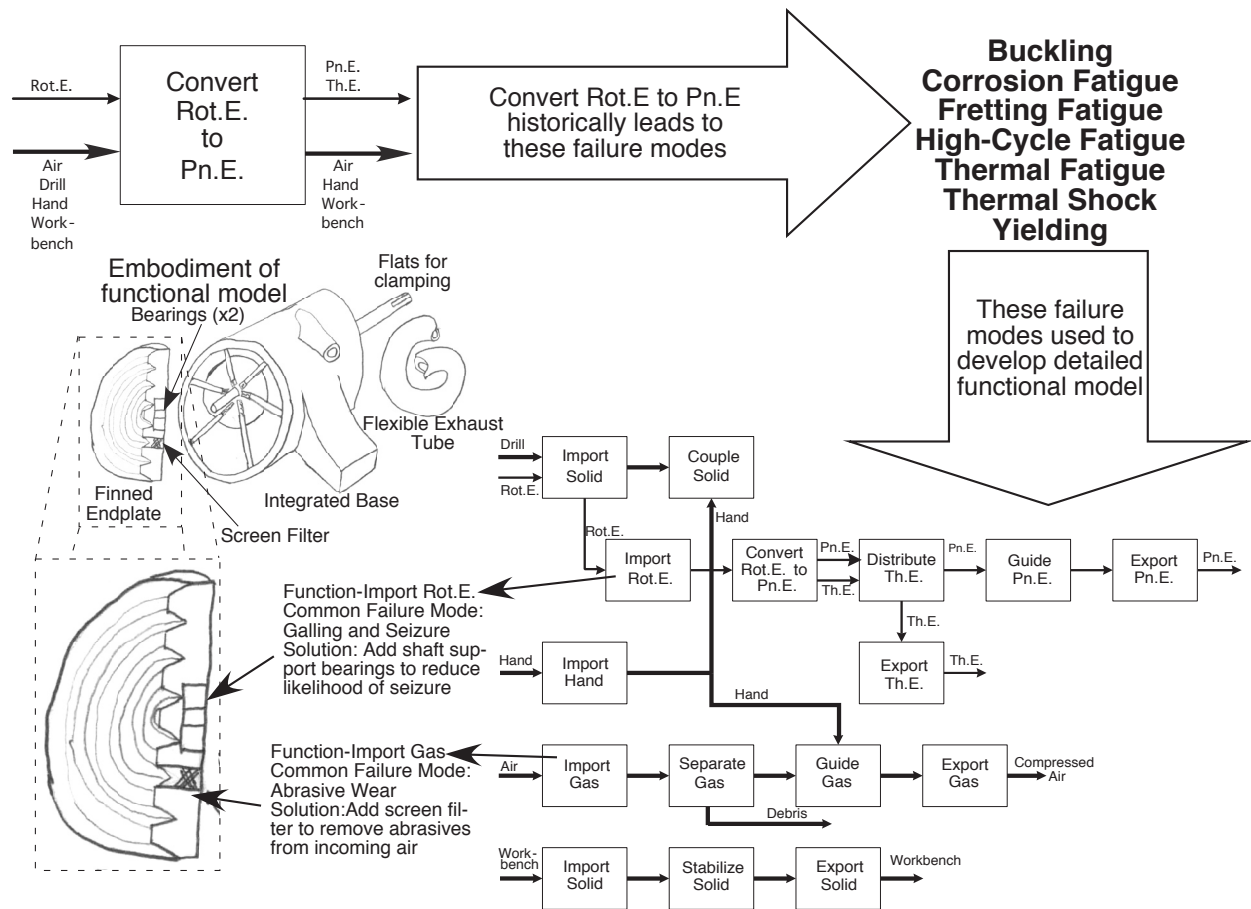 Rot.E.
Air
Drill
Hand
Work-
bench
Convert
Rot.E.
to
Pn.E.
Pn.E.
Th.E.
Air
Hand
Work-
bench
Convert Rot.E to Pn.E
historically leads to
these failure modes
Buckling
Corrosion Fatigue
Fretting Fatigue
High-Cycle Fatigue
Thermal Fatigue
Thermal Shock
Yielding
These failure
modes used to
develop detailed
functional model
Embodiment of
functional model
Bearings (x2)
Flats for
clamping
Flexible Exhaust
Tube
Integrated Base
Finned
Endplate
Screen Filter
Drill
Rot.E.
Import
Solid
Couple
Solid
Rot.E.
Hand
Import
Rot.E.
Convert
Rot.E. to
Pn.E.
Pn.E.
Th.E.
Distribute
Th.E.
Pn.E.
Guide
Pn.E.
Export
Pn.E.
Pn.E.
Th.E.
Export
Th.E.
Th.E.
Function-Import Rot.E.
Common Failure Mode:
Galling and Seizure
Solution: Add shaft sup-
port bearings to reduce
likelihood of seizure
Hand
Import
Hand
Hand
Function-Import Gas
Common Failure Mode:
Abrasive Wear
Solution:Add screen fil-
ter to remove abrasives
from incoming air
Air
Import
Gas
Separate
Gas
Guide
Gas
Export
Gas
Compressed
Air
Debris
Work-
bench
Import
Solid
Stabilize
Solid
Export
Solid
Workbench